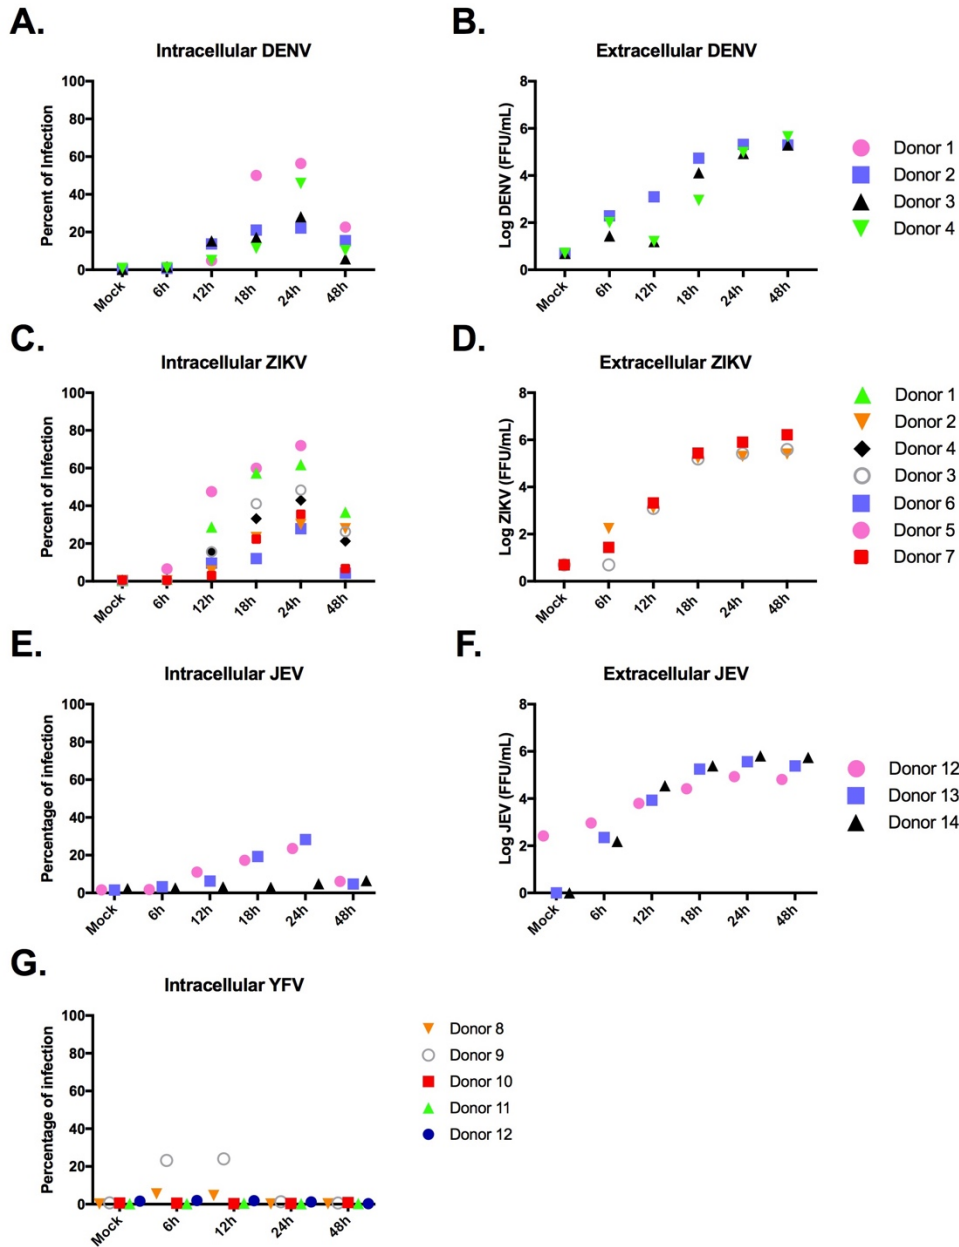 A.
Intracellular DENV
Percent of Infection
100
80
60
40
20
0
Mock
6h
12h
18h
24h
48h
B.
Extracellular DENV
Log DENV (FFU/mL)
8
6
4
2
0
Mock
6h
12h
18h
24h
48h
Donor 1
Donor 2
Donor 3
Donor 4
C.
Intracellular ZIKV
Percent of Infection
100
80
60
40
20
0
Mock
6h
12h
18h
24h
48h
D.
Extracellular ZIKV
Log ZIKV (FFU/mL)
8
6
4
2
0
Mock
6h
12h
18h
24h
48h
Donor 1
Donor 2
Donor 4
Donor 3
Donor 6
Donor 5
Donor 7
E.
Intracellular JEV
Percentage of infection
100
80
60
40
20
0
Mock
6h
12h
18h
24h
48h
F.
Extracellular JEV
Log JEV (FFU/mL)
8
6
4
2
0
Mock
6h
12h
18h
24h
48h
Donor 12
Donor 13
Donor 14
G.
Intracellular YFV
Percentage of infection
100
80
60
40
20
0
Mock
6h
12h
24h
48h
Donor 8
Donor 9
Donor 10
Donor 11
Donor 12